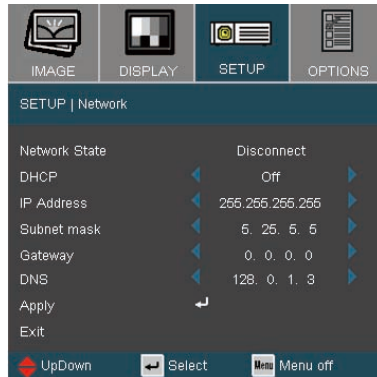 IMAGE DISPLAY SETUP OPTIONS
SETUP | Network
Network State Disconnect
DHCP Off
IP Address 255.255.255.255
Subnet mask 5. 25. 5. 5
Gateway 0. 0. 0. 0
DNS 128. 0. 1. 3
Apply
Exit
UpDown Select Menu Menu off